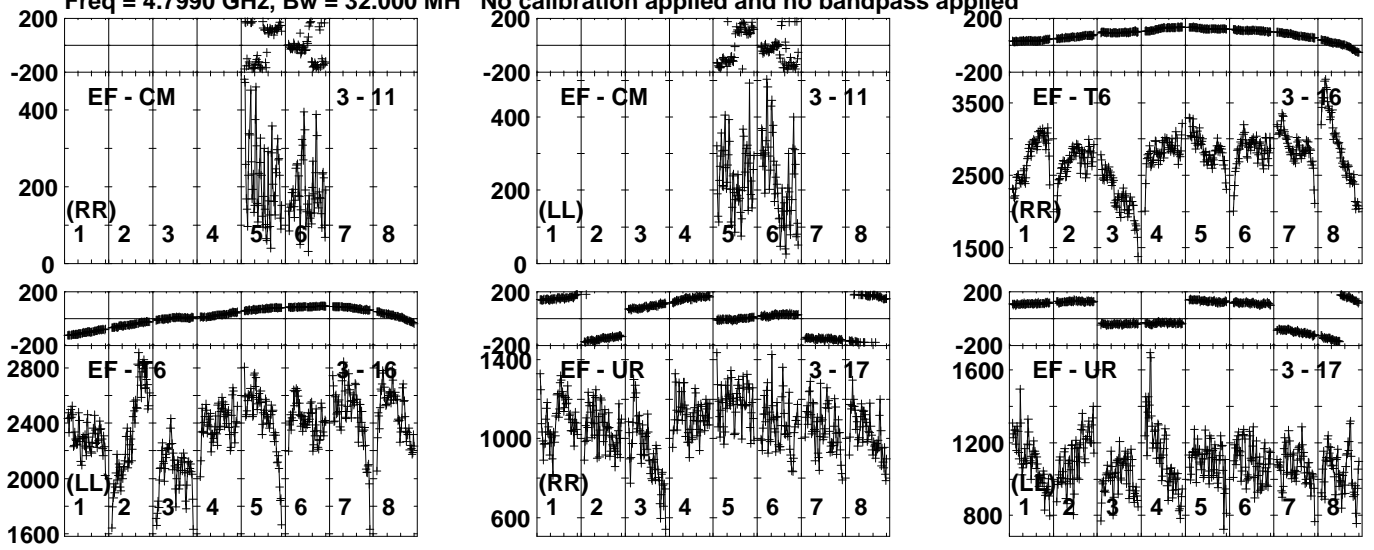 Freq = 4.7990 GHz, Bw = 32.000 MH No calibration applied and no bandpass applied
200
-200
400
200
0
EF - CM 3 - 11
(RR)
1 2 3 4 5 6 7 8
200
-200
400
200
0
EF - CM 3 - 11
(LL)
1 2 3 4 5 6 7 8
200
-200
3500
2500
1500
EF - T6 3 - 16
(RR)
1 2 3 4 5 6 7 8
200
-200
2800
2400
2000
1600
EF - T6 3 - 16
(LL)
1 2 3 4 5 6 7 8
200
-200
1400
1000
600
EF - UR 3 - 17
(RR)
1 2 3 4 5 6 7 8
200
-200
1600
1200
800
EF - UR 3 - 17
(LL)
1 2 3 4 5 6 7 8